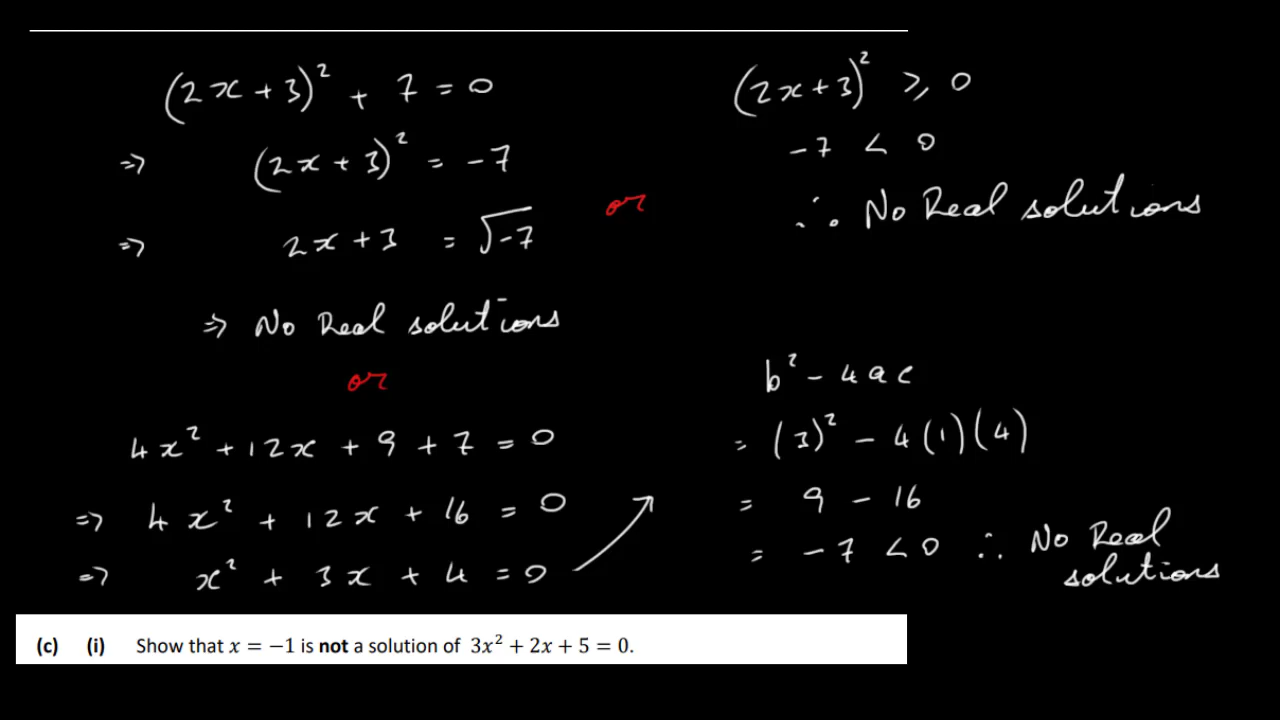 (2x + 3)² + 7 = 0
⇒ (2x + 3)² = -7
⇒ 2x + 3 = √-7
⇒ No Real solutions
or
(2x + 3)² ⩾ 0
-7 < 0
∴ No Real solutions
or
4x² + 12x + 9 + 7 = 0
⇒ 4x² + 12x + 16 = 0
⇒ x² + 3x + 4 = 0
b² - 4ac
= (3)² - 4(1)(4)
= 9 - 16
= -7 < 0 ∴ No Real
solutions
(c) (i) Show that x = −1 is not a solution of 3x² + 2x + 5 = 0.